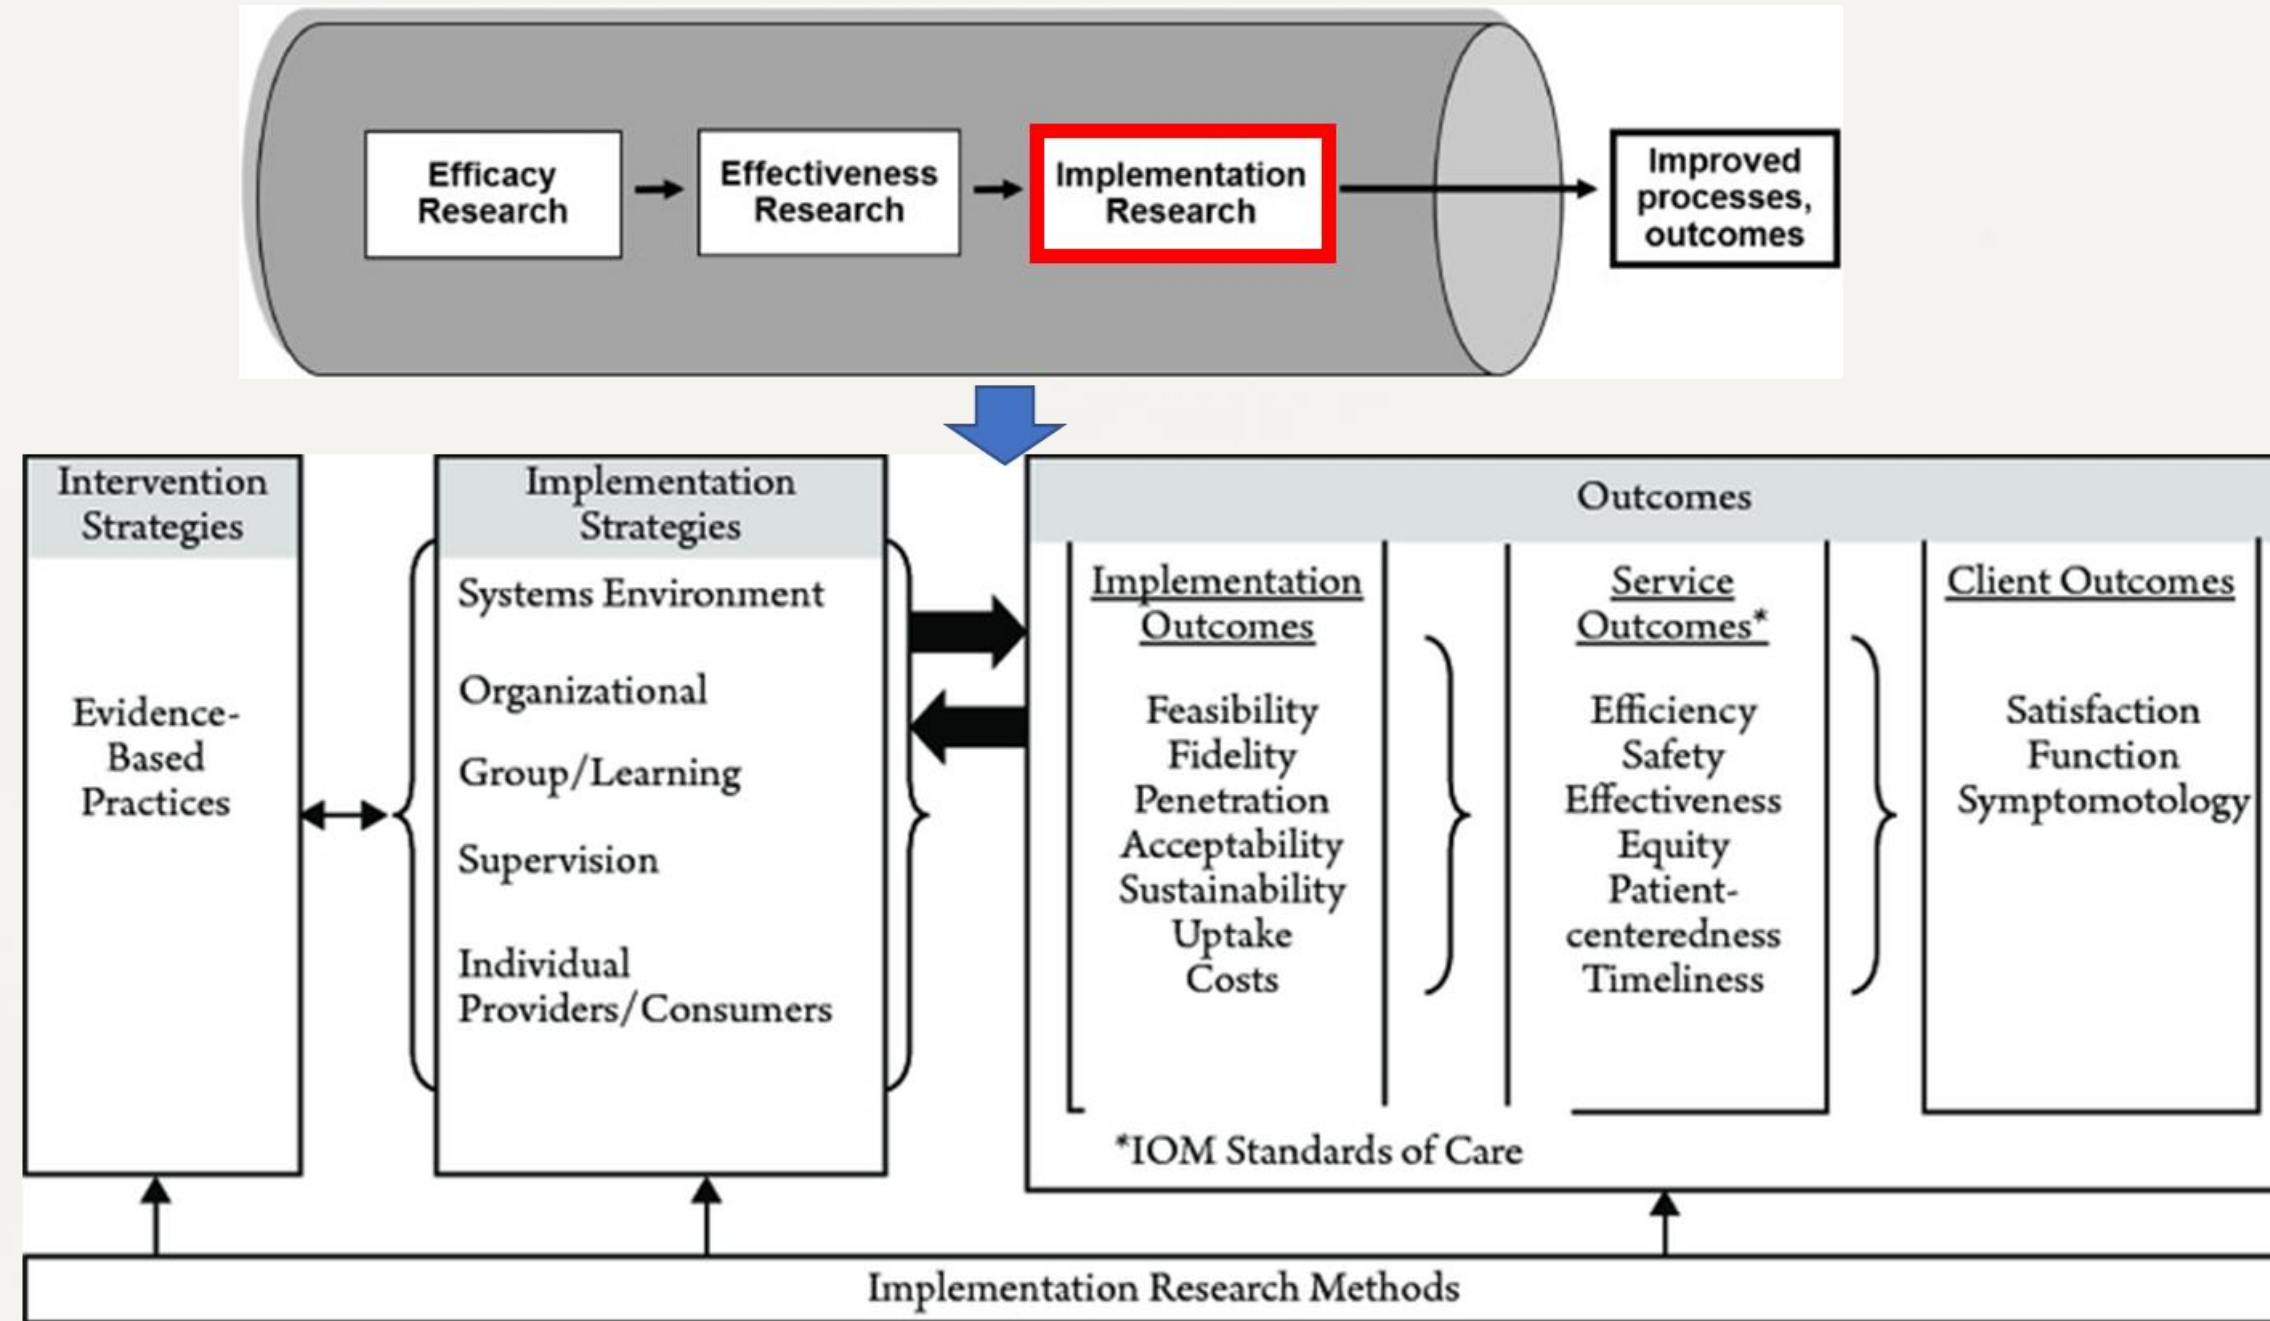 Efficacy
Research
Effectiveness
Research
Implementation
Research
Improved
processes,
outcomes
Intervention
Strategies
Evidence-
Based
Practices
Implementation
Strategies
Systems Environment
Organizational
Group/Learning
Supervision
Individual
Providers/Consumers
Outcomes
Implementation
Outcomes
Feasibility
Fidelity
Penetration
Acceptability
Sustainability
Uptake
Costs
Service
Outcomes*
Efficiency
Safety
Effectiveness
Equity
Patient-
centeredness
Timeliness
Client Outcomes
Satisfaction
Function
Symptomotology
*IOM Standards of Care
Implementation Research Methods